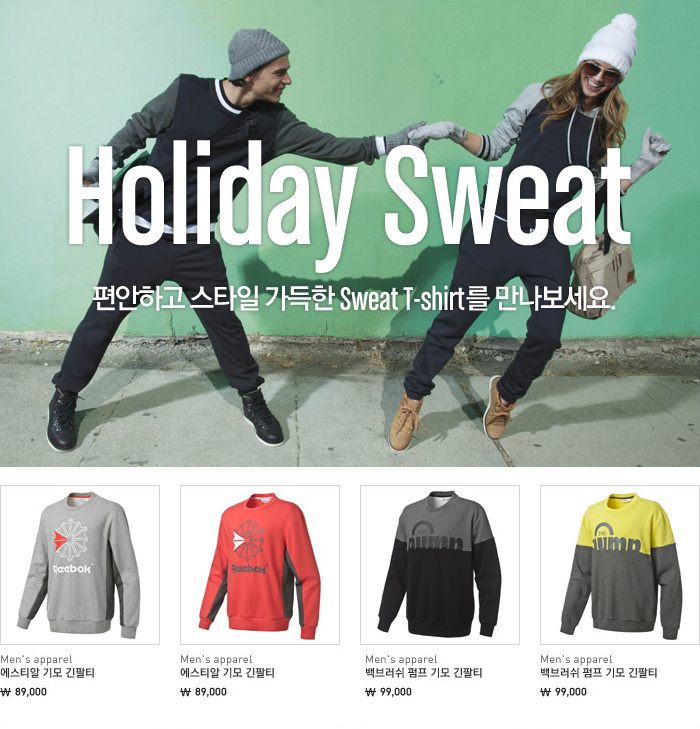 Holiday Sweat
편안하고 스타일 가득한 Sweat T-shirt를 만나보세요.
Reebok
Reebok
THE
PUMP
THE
PUMP
Men's apparel
에스티알 기모 긴팔티
₩ 89,000
Men's apparel
에스티알 기모 긴팔티
₩ 89,000
Men's apparel
백브러쉬 펌프 기모 긴팔티
₩ 99,000
Men's apparel
백브러쉬 펌프 기모 긴팔티
₩ 99,000